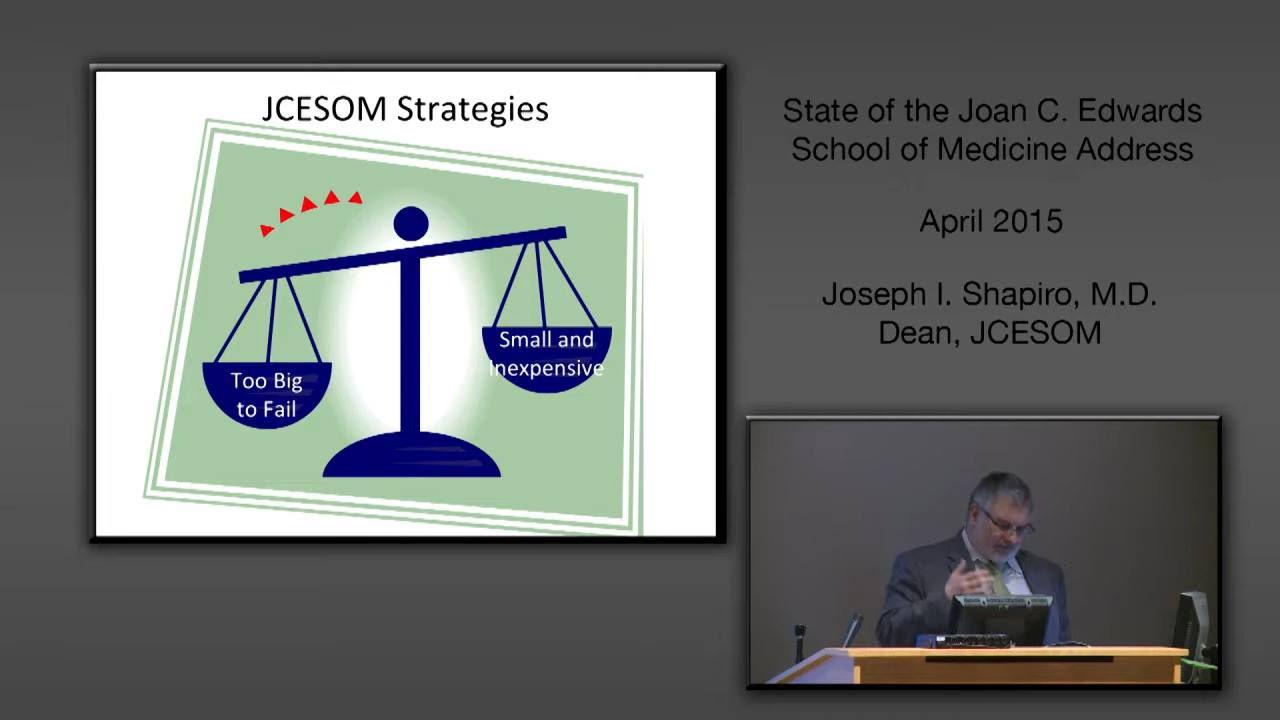 JCESOM Strategies
Too Big
to Fail
Small and
Inexpensive
State of the Joan C. Edwards
School of Medicine Address
April 2015
Joseph I. Shapiro, M.D.
Dean, JCESOM